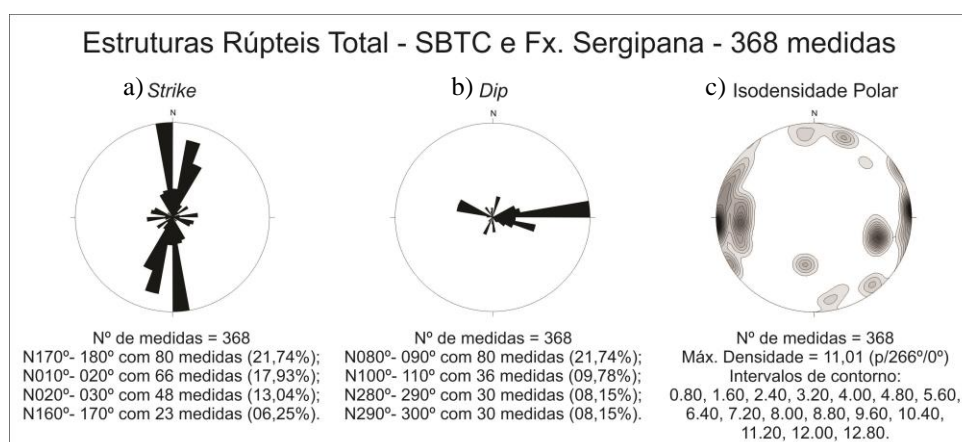 Estruturas Rúpteis Total - SBTC e Fx. Sergipana - 368 medidas
a) Strike
N
Nº de medidas = 368
N170º- 180º com 80 medidas (21,74%);
N010º- 020º com 66 medidas (17,93%);
N020º- 030º com 48 medidas (13,04%);
N160º- 170º com 23 medidas (06,25%).
b) Dip
N
Nº de medidas = 368
N080º- 090º com 80 medidas (21,74%);
N100º- 110º com 36 medidas (09,78%);
N280º- 290º com 30 medidas (08,15%);
N290º- 300º com 30 medidas (08,15%).
c) Isodensidade Polar
N
Nº de medidas = 368
Máx. Densidade = 11,01 (p/266º/0º)
Intervalos de contorno:
0.80, 1.60, 2.40, 3.20, 4.00, 4.80, 5.60,
6.40, 7.20, 8.00, 8.80, 9.60, 10.40,
11.20, 12.00, 12.80.